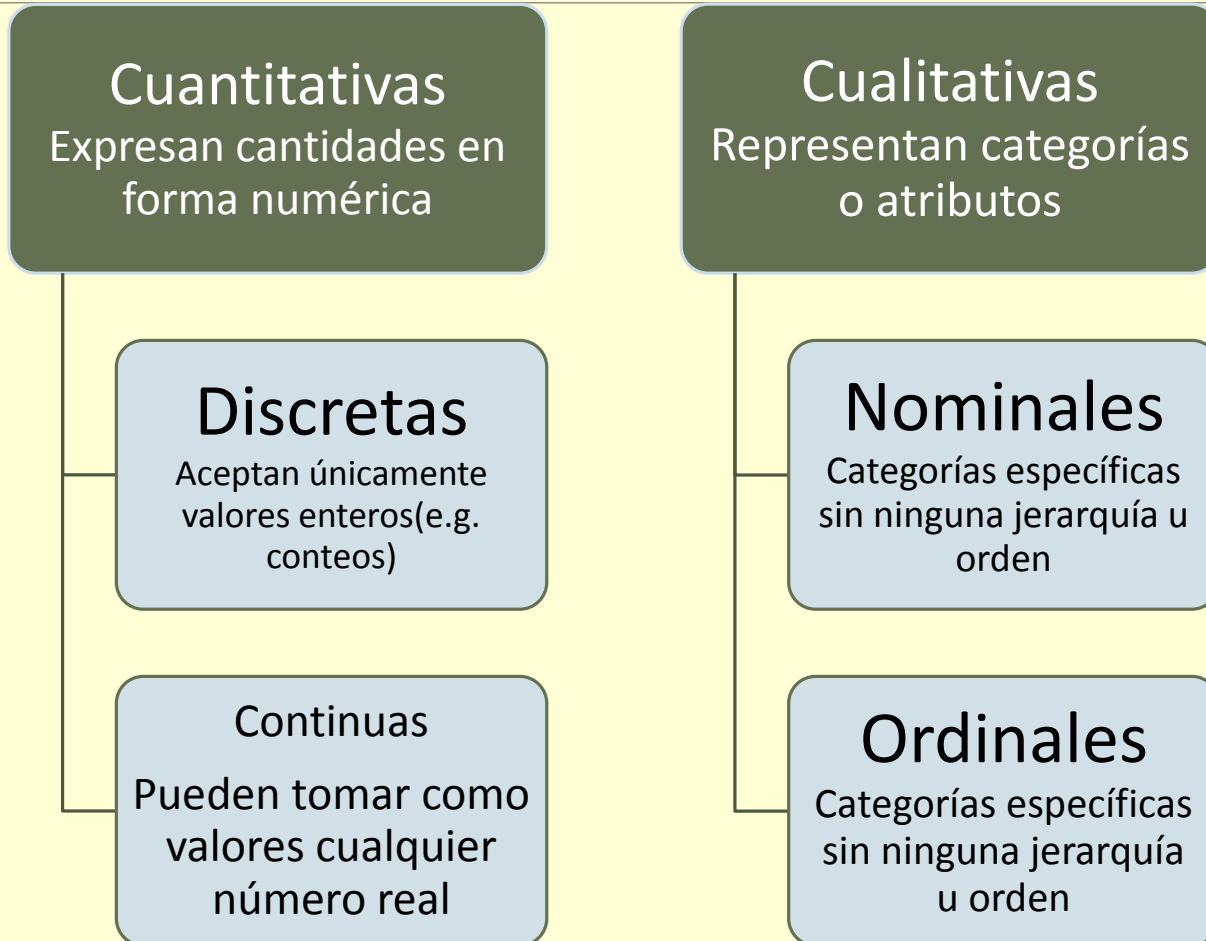 Cuantitativas
Expresan cantidades en
forma numérica
Discretas
Aceptan únicamente
valores enteros(e.g.
conteos)
Continuas
Pueden tomar como
valores cualquier
número real
Cualitativas
Representan categorías
o atributos
Nominales
Categorías específicas
sin ninguna jerarquía u
orden
Ordinales
Categorías específicas
sin ninguna jerarquía
u orden